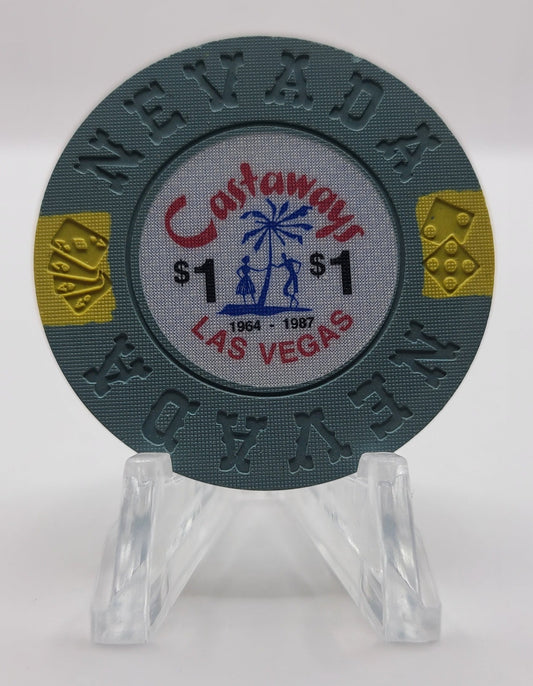 NEVADA
Castaways
$1 $1
1964 - 1987
LAS VEGAS
NEVADA